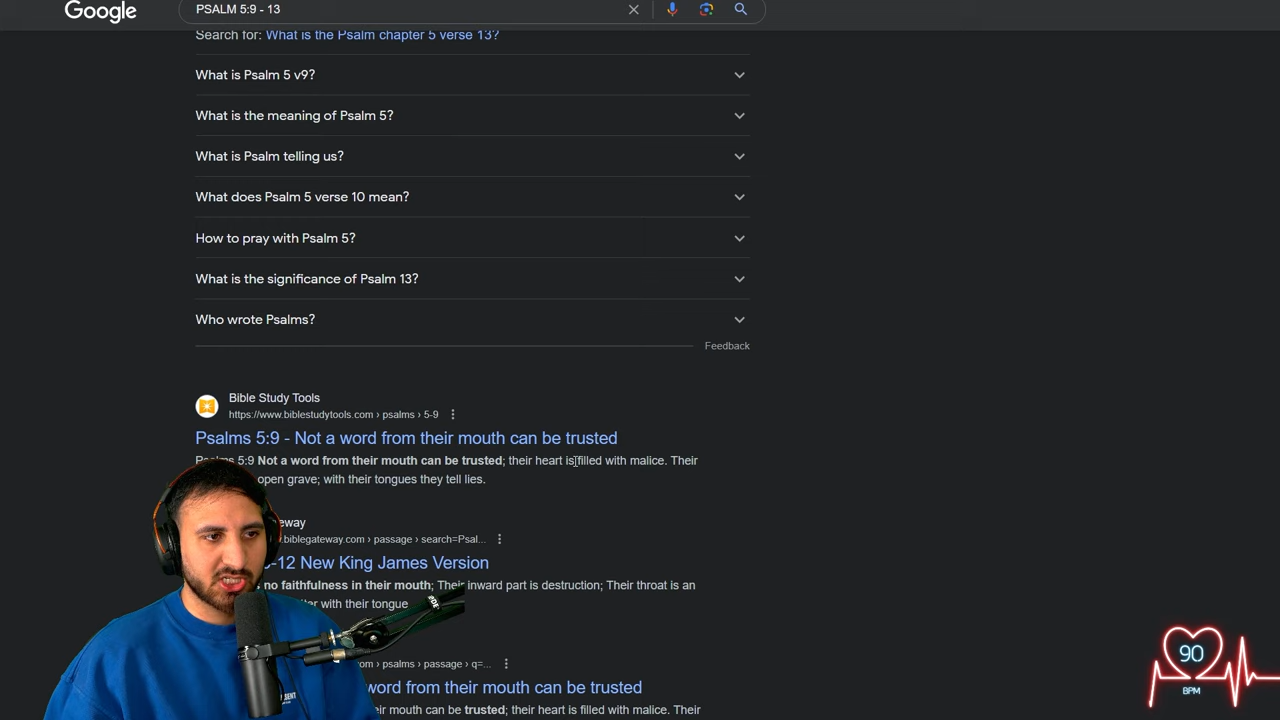 Google
PSALM 5:9 - 13
Search for: What is the Psalm chapter 5 verse 13?
What is Psalm 5 v9?
What is the meaning of Psalm 5?
What is Psalm telling us?
What does Psalm 5 verse 10 mean?
How to pray with Psalm 5?
What is the significance of Psalm 13?
Who wrote Psalms?
Feedback
Bible Study Tools
https://www.biblestudytools.com › psalms › 5-9
Psalms 5:9 - Not a word from their mouth can be trusted
Psalms 5:9 Not a word from their mouth can be trusted; their heart is filled with malice. Their
open grave; with their tongues they tell lies.
.biblegateway.com › passage › search=Psal...
-12 New King James Version
no faithfulness in their mouth; Their inward part is destruction; Their throat is an
with their tongue
› psalms › passage › q=...
word from their mouth can be trusted
mouth can be trusted; their heart is filled with malice. Their
90
BPM